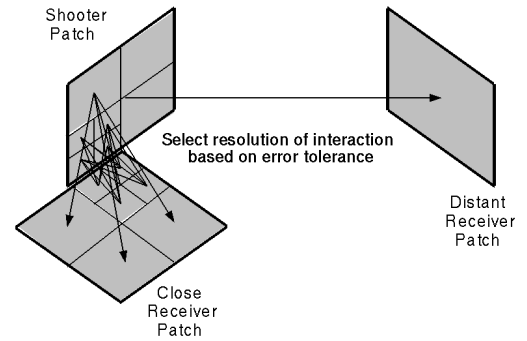 Shooter
Patch
Select resolution of interaction
based on error tolerance
Distant
Receiver
Patch
Close
Receiver
Patch